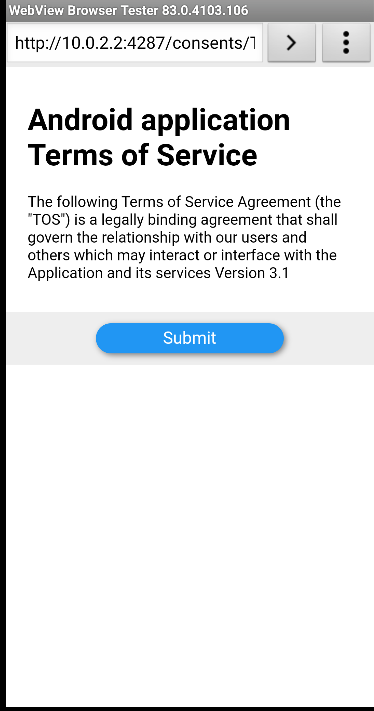 WebView Browser Tester 83.0.4103.106
http://10.0.2.2:4287/consents/
Android application
Terms of Service
The following Terms of Service Agreement (the
"TOS") is a legally binding agreement that shall
govern the relationship with our users and
others which may interact or interface with the
Application and its services Version 3.1
Submit